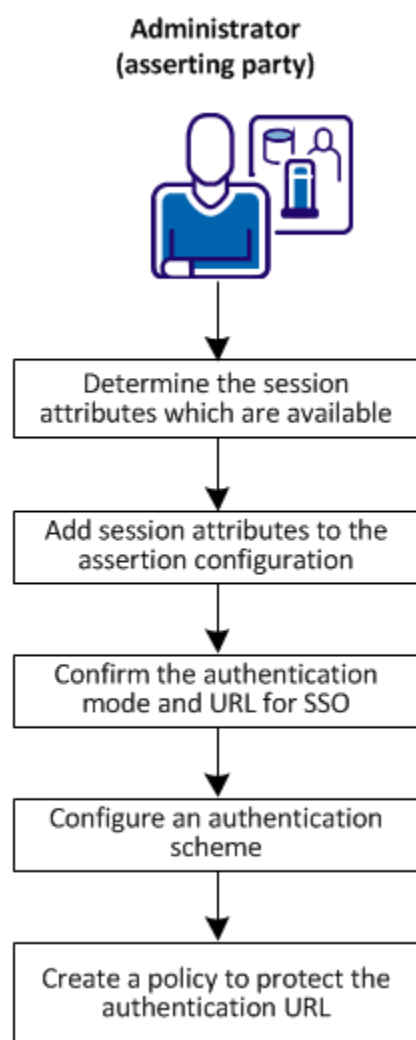 Administrator
(asserting party)
Determine the session
attributes which are available
Add session attributes to the
assertion configuration
Confirm the authentication
mode and URL for SSO
Configure an authentication
scheme
Create a policy to protect the
authentication URL